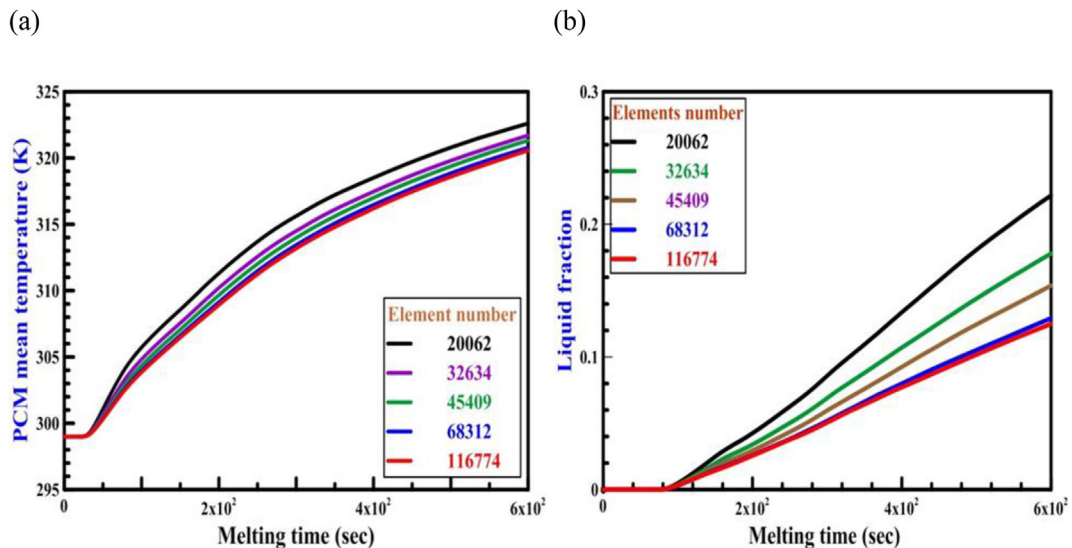 (a)
(b)
PCM mean temperature (K)
325
320
315
310
305
300
295
Element number
20062
32634
45409
68312
116774
0
2x10²
4x10²
6x10²
Melting time (sec)
Liquid fraction
0.3
0.2
0.1
0
Elements number
20062
32634
45409
68312
116774
0
2x10²
4x10²
6x10²
Melting time (sec)